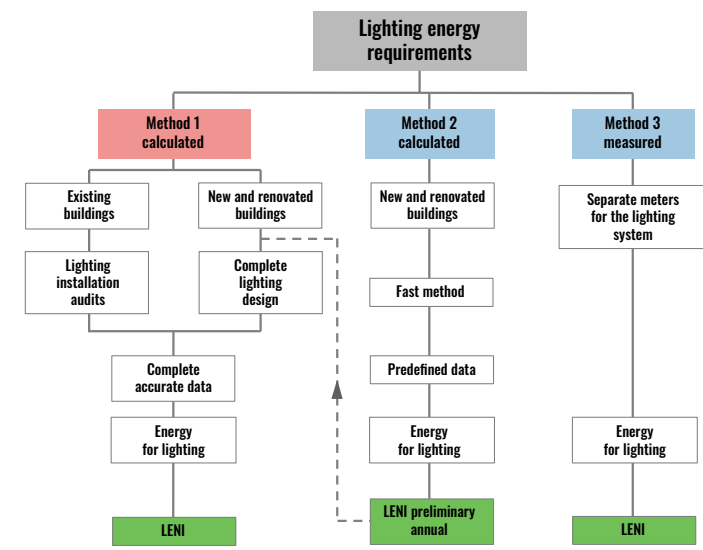 Lighting energy
requirements
Method 1
calculated
Method 2
calculated
Method 3
measured
Existing
buildings
New and renovated
buildings
New and renovated
buildings
Separate meters
for the lighting
system
Lighting
installation
audits
Complete
lighting
design
Fast method
Complete
accurate data
Predefined data
Energy
for lighting
Energy
for lighting
Energy
for lighting
LENI
LENI preliminary
annual
LENI